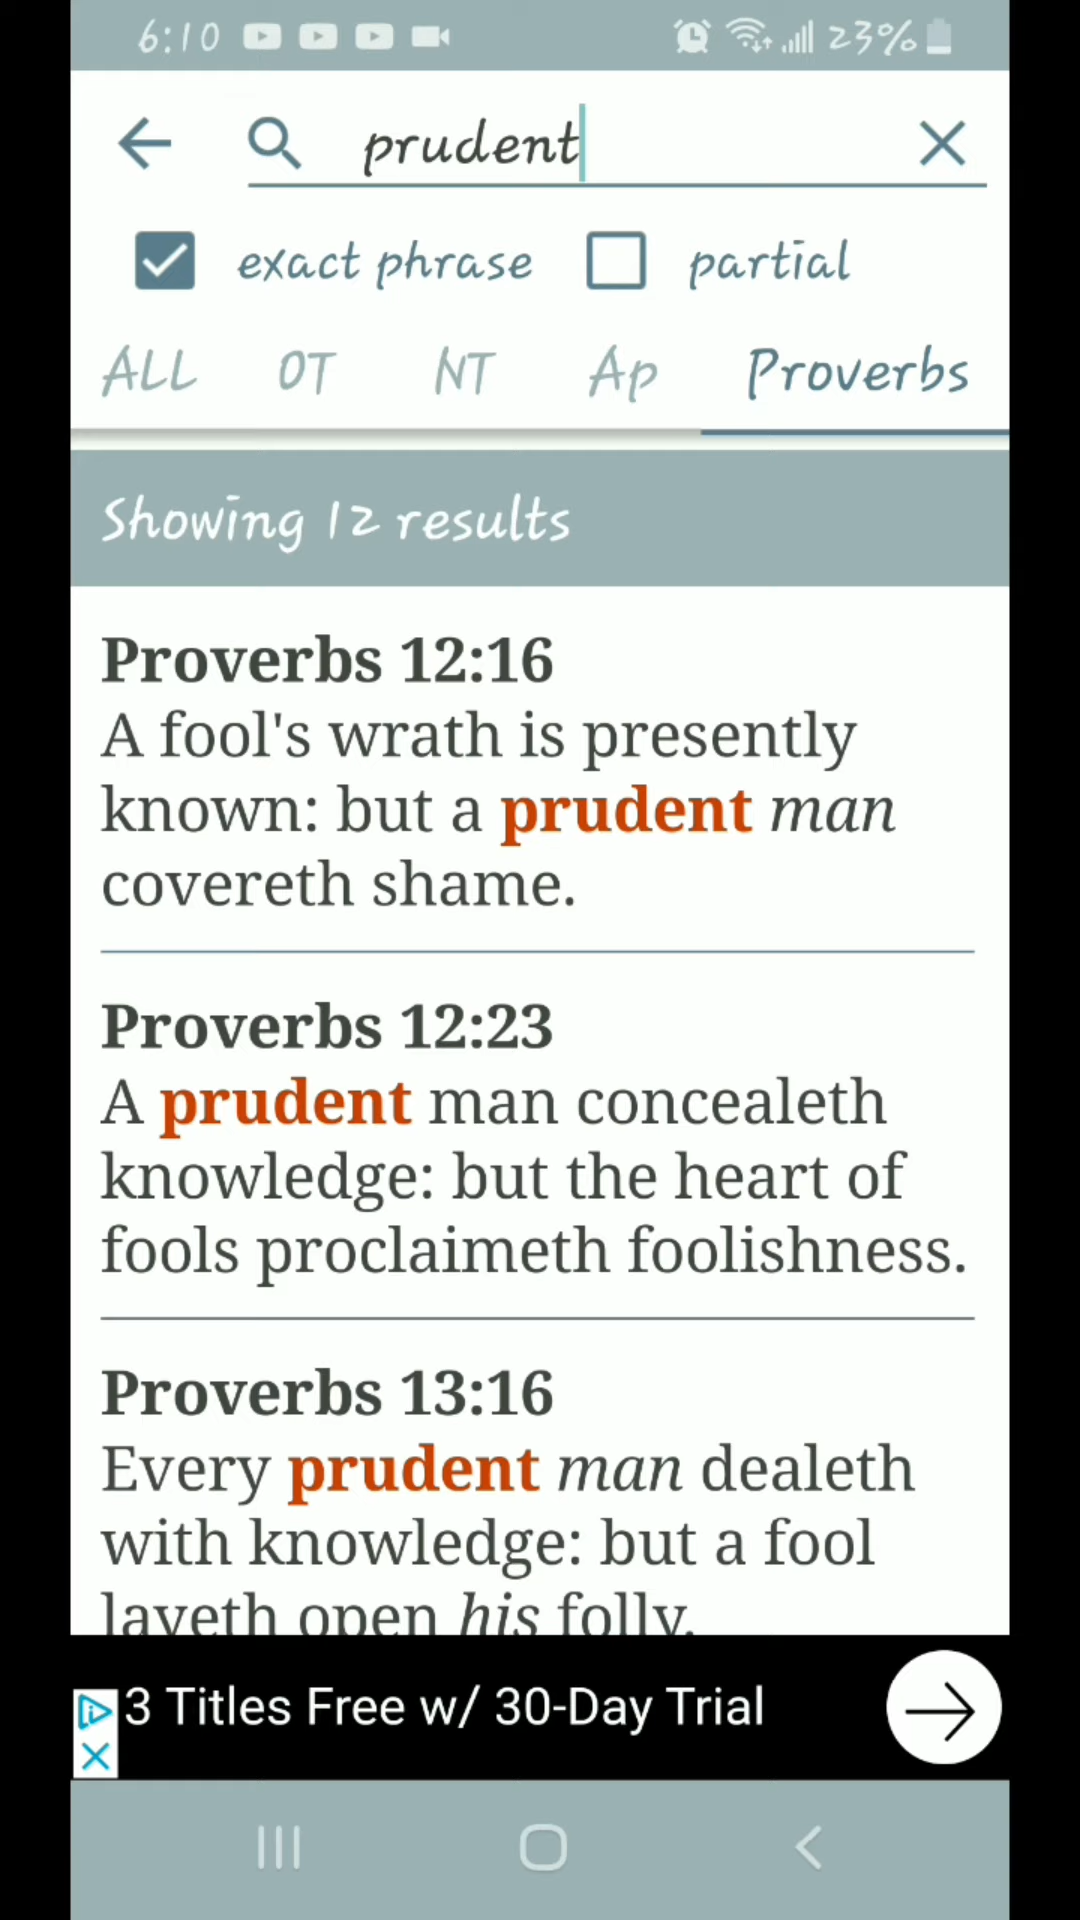 6:10 23%
prudent
exact phrase partial
ALL OT NT Ap Proverbs
Showing 12 results
Proverbs 12:16
A fool's wrath is presently
known: but a prudent man
covereth shame.
Proverbs 12:23
A prudent man concealeth
knowledge: but the heart of
fools proclaimeth foolishness.
Proverbs 13:16
Every prudent man dealeth
with knowledge: but a fool
layeth open his folly.
3 Titles Free w/ 30-Day Trial